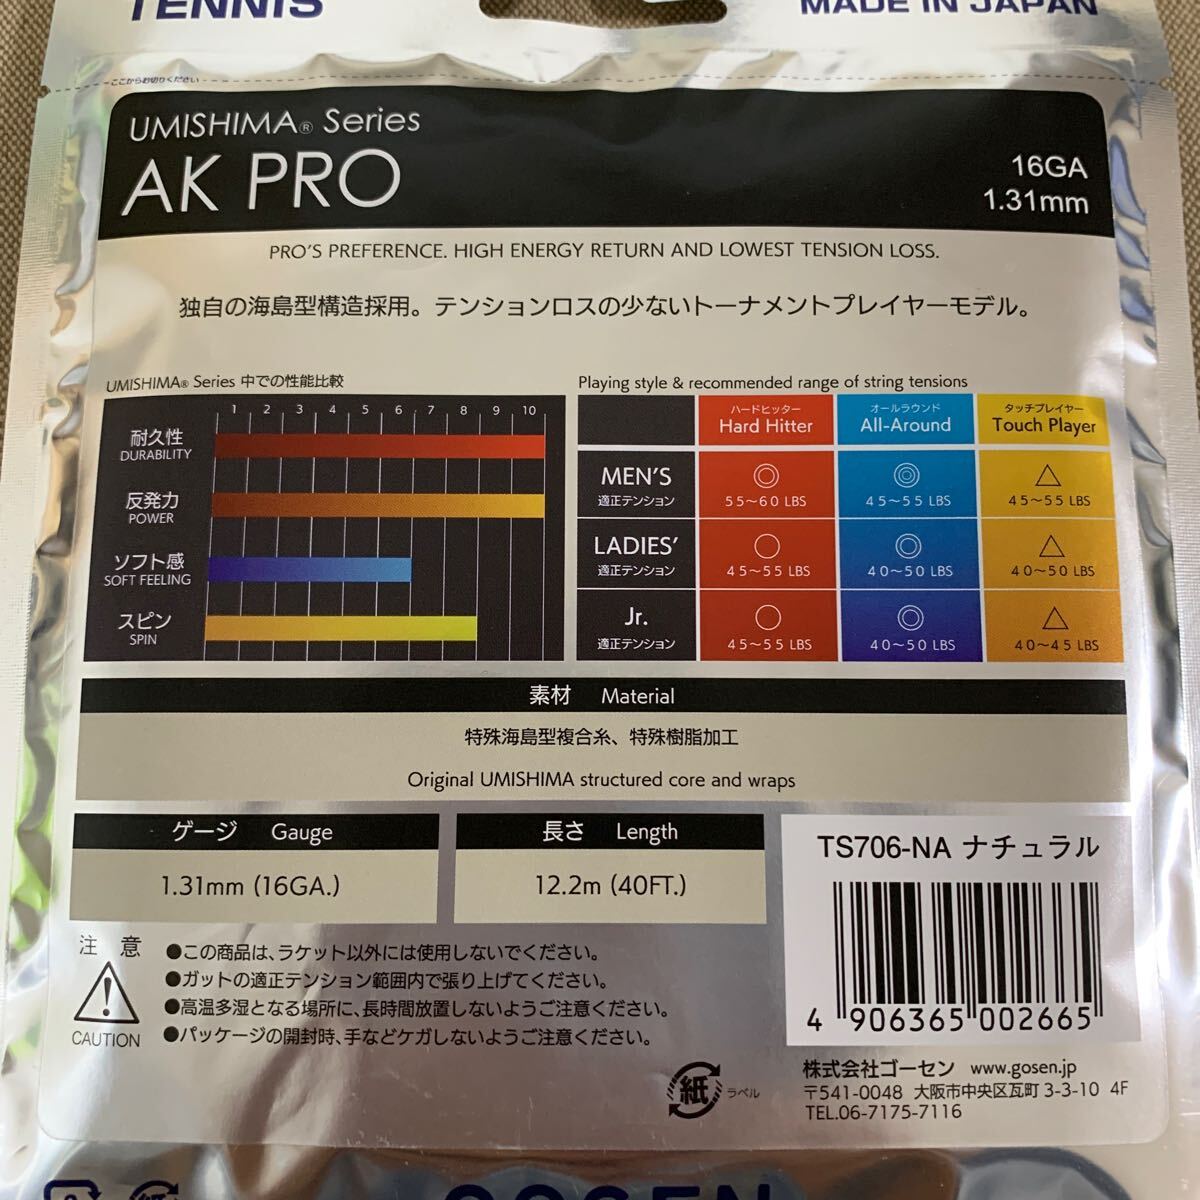 TENNIS
MADE IN JAPAN
ここからお切りください
UMISHIMA® Series
AK PRO
16GA
1.31mm
PRO'S PREFERENCE. HIGH ENERGY RETURN AND LOWEST TENSION LOSS.
独自の海島型構造採用。テンションロスの少ないトーナメントプレイヤーモデル。
UMISHIMA® Series 中での性能比較
1 2 3 4 5 6 7 8 9 10
耐久性
DURABILITY
反発力
POWER
ソフト感
SOFT FEELING
スピン
SPIN
Playing style & recommended range of string tensions
ハードヒッター オールラウンド タッチプレイヤー
Hard Hitter All-Around Touch Player
MEN'S ◎ ◎ △
適正テンション 55〜60 LBS 45〜55 LBS 45〜55 LBS
LADIES' ○ ◎ △
適正テンション 45〜55 LBS 40〜50 LBS 40〜50 LBS
Jr. ○ ◎ △
適正テンション 45〜55 LBS 40〜50 LBS 40〜45 LBS
素材 Material
特殊海島型複合糸、特殊樹脂加工
Original UMISHIMA structured core and wraps
ゲージ Gauge
1.31mm (16GA.)
長さ Length
12.2m (40FT.)
TS706-NA ナチュラル
4 906365 002665
注 意
CAUTION
●この商品は、ラケット以外には使用しないでください。
●ガットの適正テンション範囲内で張り上げてください。
●高温多湿となる場所に、長時間放置しないようご注意ください。
●パッケージの開封時、手などケガしないようご注意ください。
紙 ラベル
株式会社ゴーセン www.gosen.jp
〒541-0048 大阪市中央区瓦町 3-3-10 4F
TEL.06-7175-7116
GOSEN